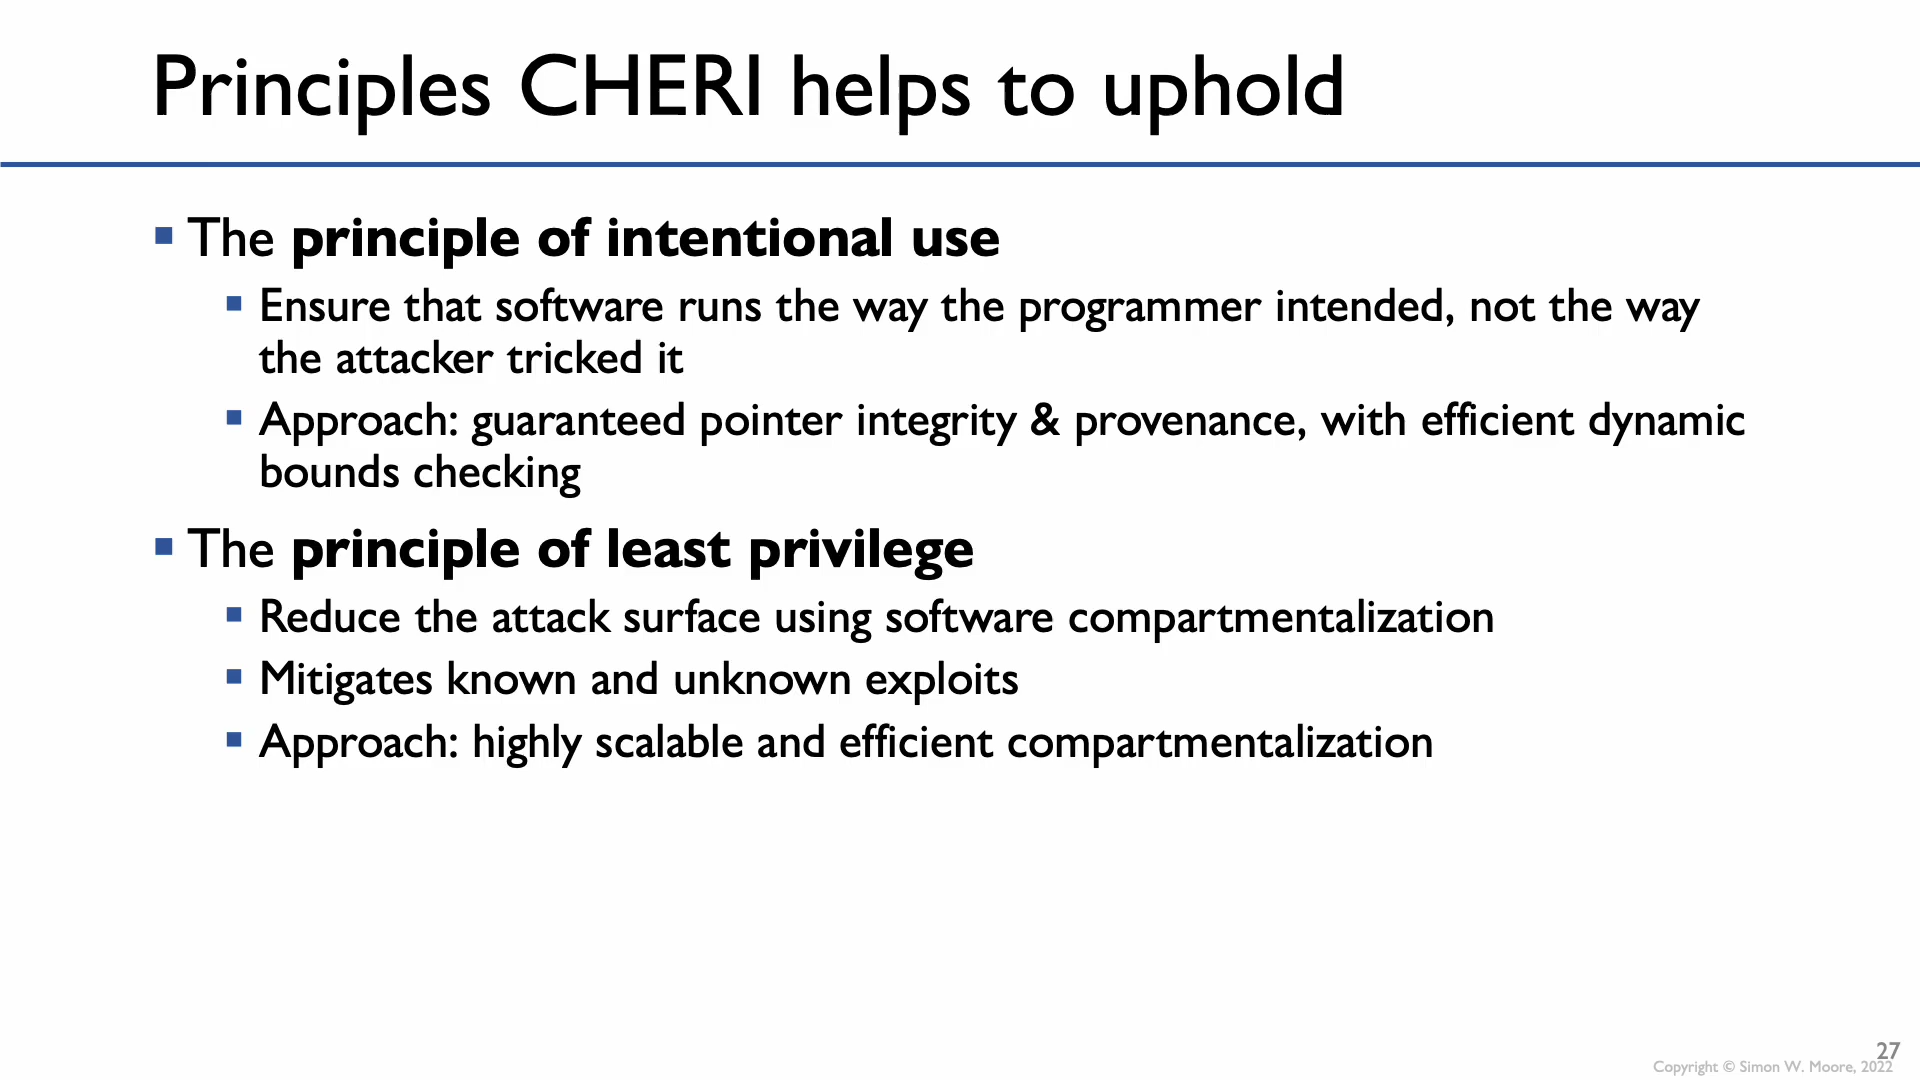 Principles CHERI helps to uphold
▪ The principle of intentional use
▪ Ensure that software runs the way the programmer intended, not the way
the attacker tricked it
▪ Approach: guaranteed pointer integrity & provenance, with efficient dynamic
bounds checking
▪ The principle of least privilege
▪ Reduce the attack surface using software compartmentalization
▪ Mitigates known and unknown exploits
▪ Approach: highly scalable and efficient compartmentalization
27
Copyright © Simon W. Moore, 2022